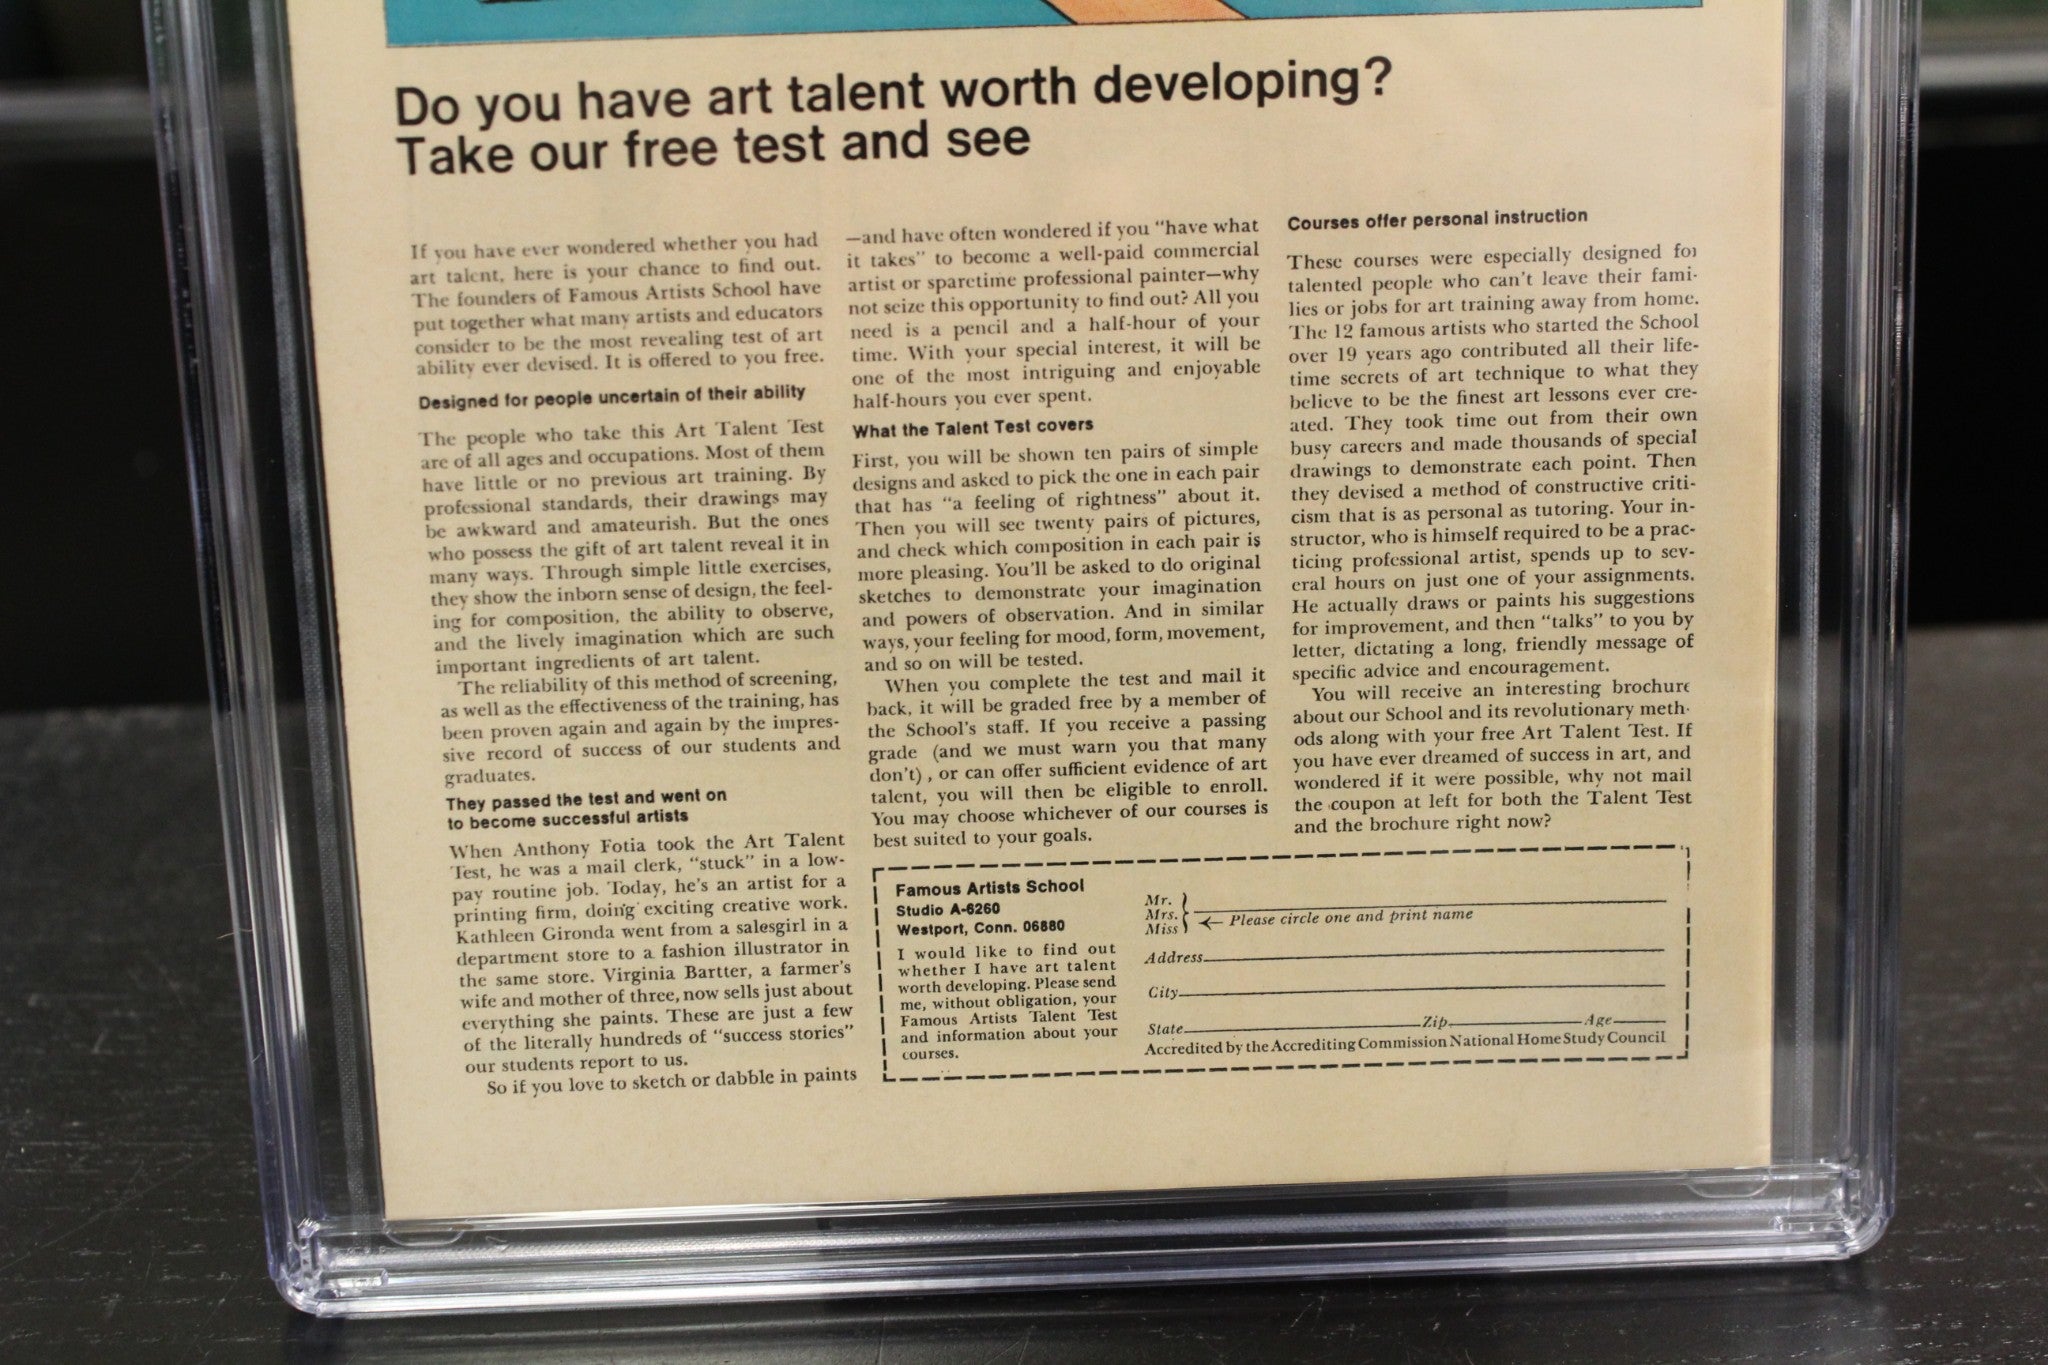 Do you have art talent worth developing?
Take our free test and see
If you have ever wondered whether you had
art talent, here is your chance to find out.
The founders of Famous Artists School have
put together what many artists and educators
consider to be the most revealing test of art
ability ever devised. It is offered to you free.
Designed for people uncertain of their ability
The people who take this Art Talent Test
are of all ages and occupations. Most of them
have little or no previous art training. By
professional standards, their drawings may
be awkward and amateurish. But the ones
who possess the gift of art talent reveal it in
many ways. Through simple little exercises,
they show the inborn sense of design, the feel-
ing for composition, the ability to observe,
and the lively imagination which are such
important ingredients of art talent.
The reliability of this method of screening,
as well as the effectiveness of the training, has
been proven again and again by the impres-
sive record of success of our students and
graduates.
They passed the test and went on
to become successful artists
When Anthony Fotia took the Art Talent
Test, he was a mail clerk, "stuck" in a low-
pay routine job. Today, he's an artist for a
printing firm, doing exciting creative work.
Kathleen Gironda went from a salesgirl in a
department store to a fashion illustrator in
the same store. Virginia Bartter, a farmer's
wife and mother of three, now sells just about
everything she paints. These are just a few
of the literally hundreds of "success stories"
our students report to us.
So if you love to sketch or dabble in paints
—and have often wondered if you "have what
it takes" to become a well-paid commercial
artist or sparetime professional painter—why
not seize this opportunity to find out? All you
need is a pencil and a half-hour of your
time. With your special interest, it will be
one of the most intriguing and enjoyable
half-hours you ever spent.
What the Talent Test covers
First, you will be shown ten pairs of simple
designs and asked to pick the one in each pair
that has "a feeling of rightness" about it.
Then you will see twenty pairs of pictures,
and check which composition in each pair is
more pleasing. You'll be asked to do original
sketches to demonstrate your imagination
and powers of observation. And in similar
ways, your feeling for mood, form, movement,
and so on will be tested.
When you complete the test and mail it
back, it will be graded free by a member of
the School's staff. If you receive a passing
grade (and we must warn you that many
don't), or can offer sufficient evidence of art
talent, you will then be eligible to enroll.
You may choose whichever of our courses is
best suited to your goals.
Courses offer personal instruction
These courses were especially designed for
talented people who can't leave their fami-
lies or jobs for art training away from home.
The 12 famous artists who started the School
over 19 years ago contributed all their life-
time secrets of art technique to what they
believe to be the finest art lessons ever cre-
ated. They took time out from their own
busy careers and made thousands of special
drawings to demonstrate each point. Then
they devised a method of constructive criti-
cism that is as personal as tutoring. Your in-
structor, who is himself required to be a prac-
ticing professional artist, spends up to sev-
eral hours on just one of your assignments.
He actually draws or paints his suggestions
for improvement, and then "talks" to you by
letter, dictating a long, friendly message of
specific advice and encouragement.
You will receive an interesting brochure
about our School and its revolutionary meth-
ods along with your free Art Talent Test. If
you have ever dreamed of success in art, and
wondered if it were possible, why not mail
the coupon at left for both the Talent Test
and the brochure right now?
Famous Artists School
Studio A-6260
Westport, Conn. 06880
I would like to find out
whether I have art talent
worth developing. Please send
me, without obligation, your
Famous Artists Talent Test
and information about your
courses.
Mr.
Mrs.
Miss
Please circle one and print name
Address
City
State Zip Age
Accredited by the Accrediting Commission National Home Study Council